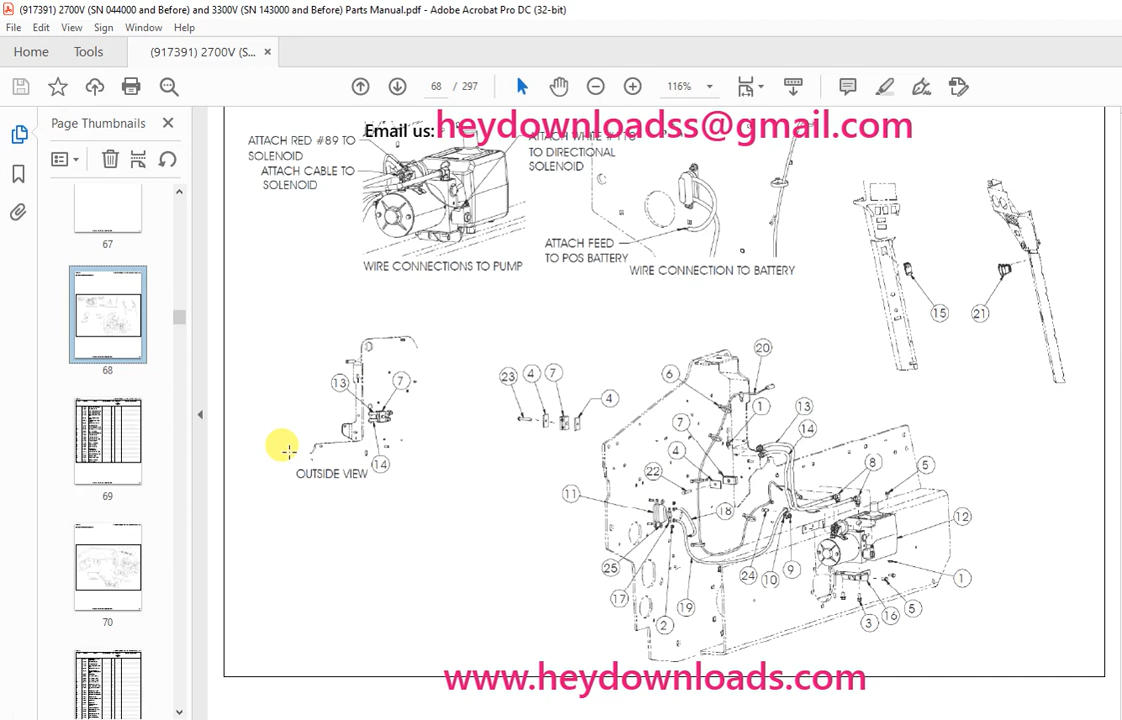 (917391) 2700V (SN 044000 and Before) and 3300V (SN 143000 and Before) Parts Manual.pdf - Adobe Acrobat Pro DC (32-bit)
File Edit View Sign Window Help
Home Tools (917391) 2700V (S... ×
68 / 297 116%
Page Thumbnails
67
68
69
70
Email us: heydownloadss@gmail.com
ATTACH RED #89 TO
SOLENOID
ATTACH CABLE TO
SOLENOID
WIRE CONNECTIONS TO PUMP
ATTACH WHITE #110
TO DIRECTIONAL
SOLENOID
ATTACH FEED
TO POS BATTERY
WIRE CONNECTION TO BATTERY
15 21
13 7
14
OUTSIDE VIEW
23 4 7 4
6 20
7 1 13
4 14
22 8 5
11 18 12
25 24 10 9 1
17 19 16 5
2 3
www.heydownloads.com